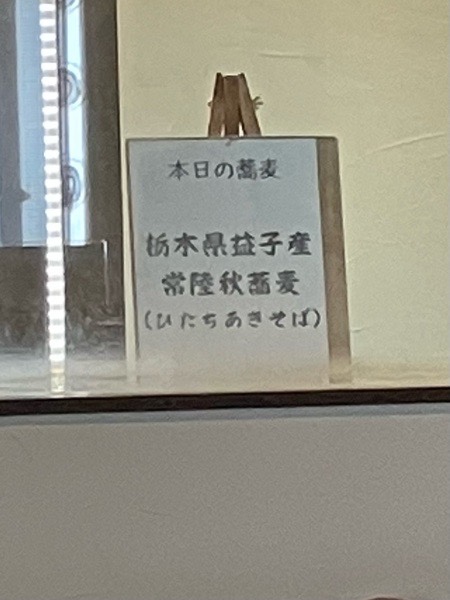 本日の蕎麦
栃木県益子産
常陸秋蕎麦
(ひたちあきそば)